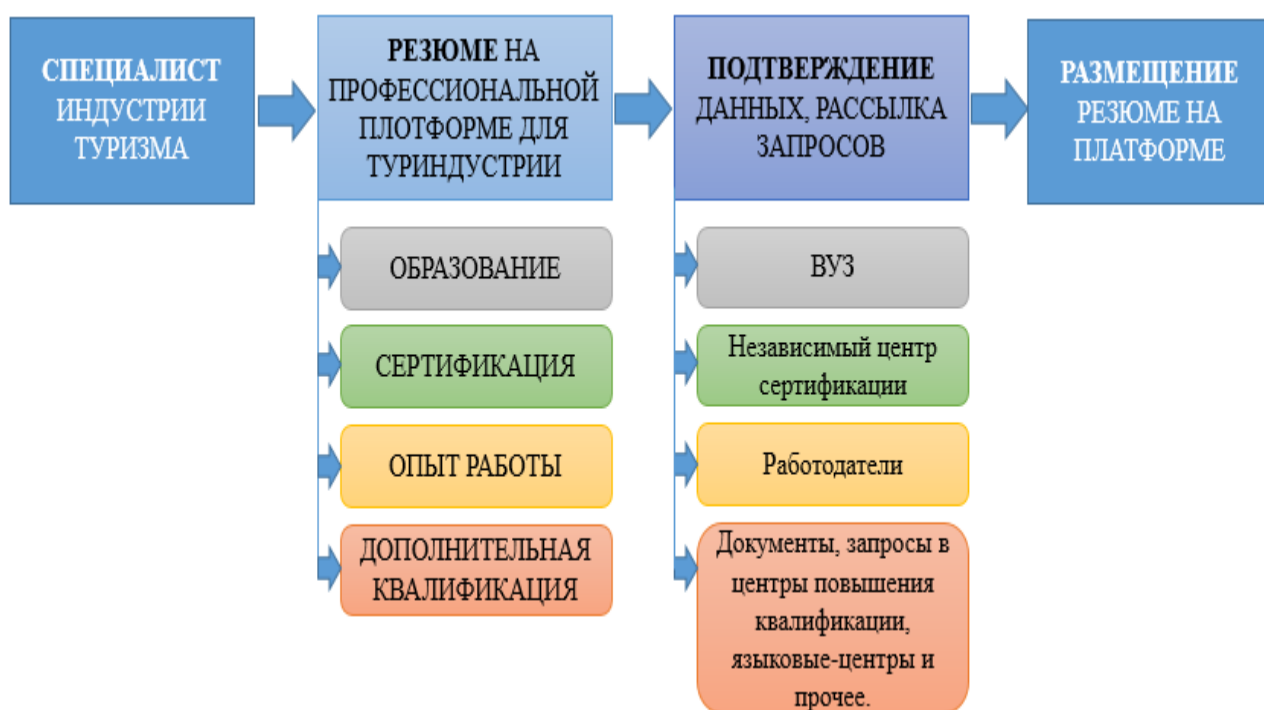 СПЕЦИАЛИСТ
ИНДУСТРИИ
ТУРИЗМА
РЕЗЮМЕ НА
ПРОФЕССИОНАЛЬНОЙ
ПЛОТФОРМЕ ДЛЯ
ТУРИНДУСТРИИ
ПОДТВЕРЖДЕНИЕ
ДАННЫХ, РАССЫЛКА
ЗАПРОСОВ
РАЗМЕЩЕНИЕ
РЕЗЮМЕ НА
ПЛАТФОРМЕ
ОБРАЗОВАНИЕ
СЕРТИФИКАЦИЯ
ОПЫТ РАБОТЫ
ДОПОЛНИТЕЛЬНАЯ
КВАЛИФИКАЦИЯ
ВУЗ
Независимый центр
сертификации
Работодатели
Документы, запросы в
центры повышения
квалификации,
языковые-центры и
прочее.